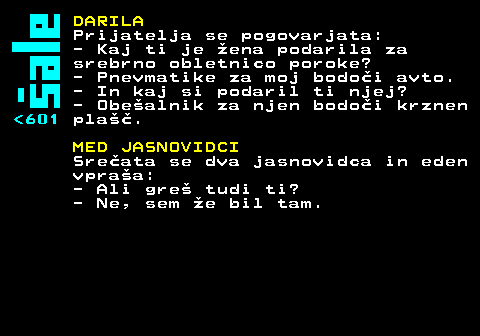 Šale
<601
DARILA
Prijatelja se pogovarjata:
- Kaj ti je žena podarila za
srebrno obletnico poroke?
- Pnevmatike za moj bodoči avto.
- In kaj si podaril ti njej?
- Obešalnik za njen bodoči krznen
plašč.
MED JASNOVIDCI
Srečata se dva jasnovidca in eden
vpraša:
- Ali greš tudi ti?
- Ne, sem že bil tam.